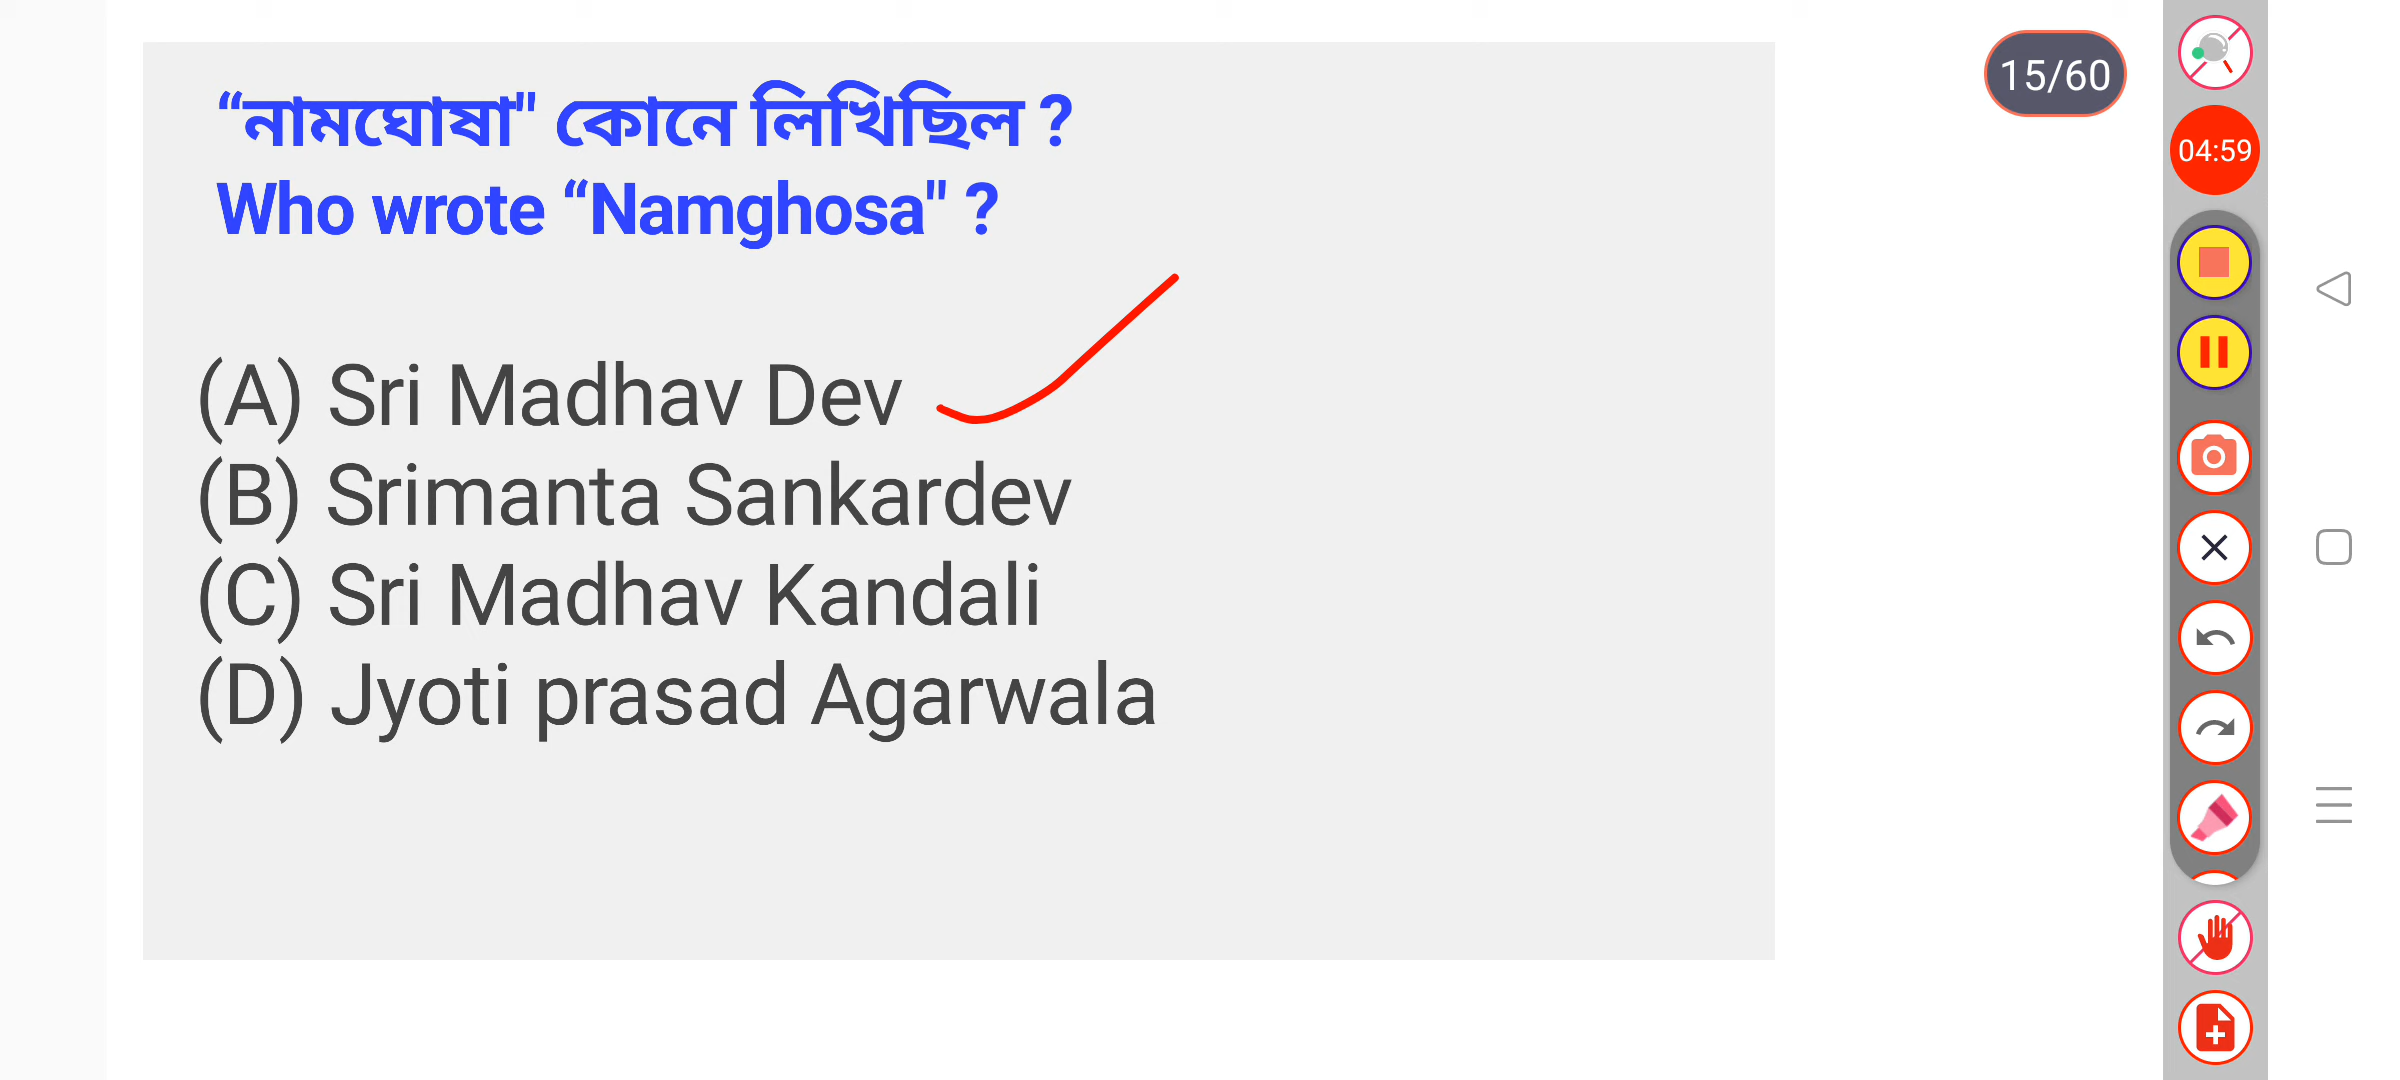 “নামঘোষা" কোনে লিখিছিল ?
Who wrote “Namghosa" ?
(A) Sri Madhav Dev
(B) Srimanta Sankardev
(C) Sri Madhav Kandali
(D) Jyoti prasad Agarwala
15/60
04:59